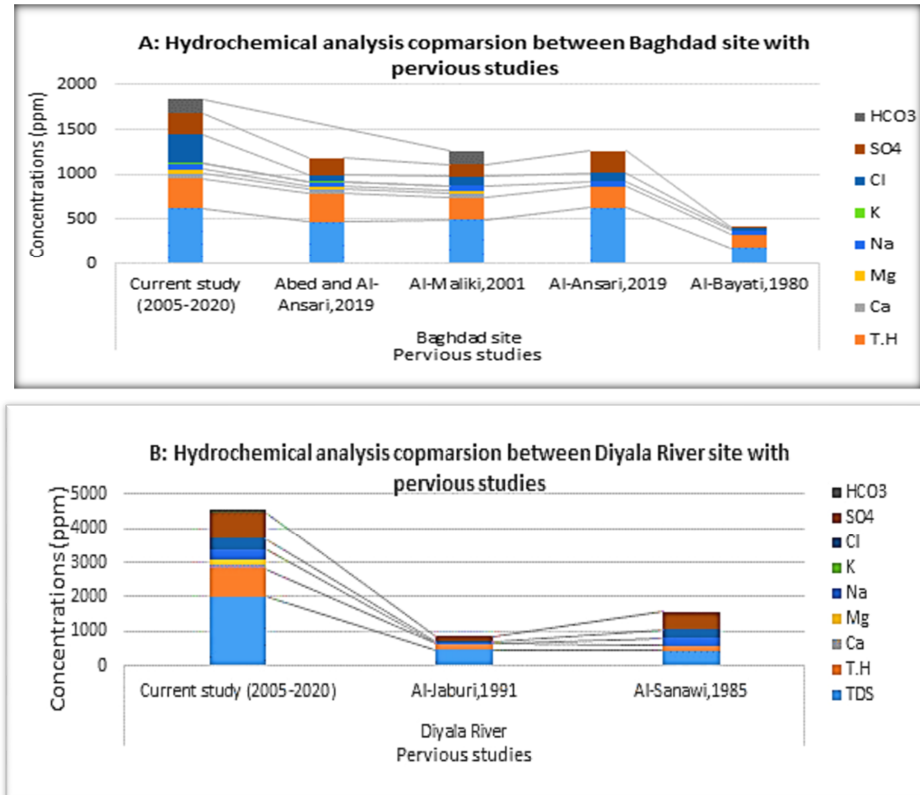 A: Hydrochemical analysis copmarsion between Baghdad site with
pervious studies
Concentrations (ppm)
2000
1500
1000
500
0
Current study
(2005-2020)
Abed and Al-
Ansari,2019
Al-Maliki,2001
Al-Ansari,2019
Al-Bayati,1980
Baghdad site
Pervious studies
HCO3
SO4
Cl
K
Na
Mg
Ca
T.H
B: Hydrochemical analysis copmarsion between Diyala River site with
pervious studies
Concentrations (ppm)
5000
4000
3000
2000
1000
0
Current study (2005-2020)
Al-Jaburi,1991
Al-Sanawi,1985
Diyala River
Pervious studies
HCO3
SO4
Cl
K
Na
Mg
Ca
T.H
TDS